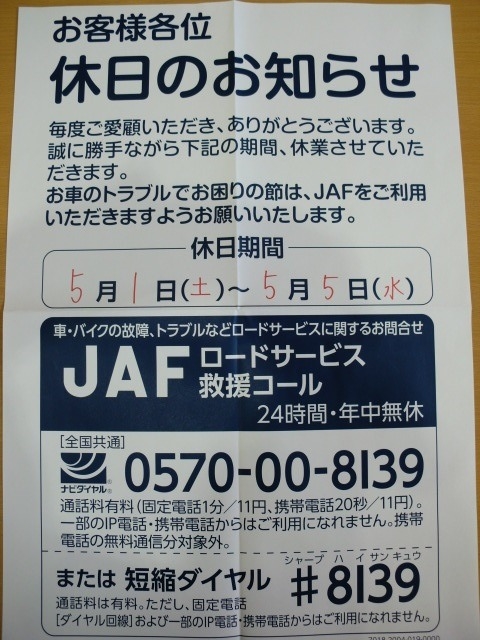 お客様各位
休日のお知らせ
毎度ご愛顧いただき、ありがとうございます。
誠に勝手ながら下記の期間、休業させていた
だきます。
お車のトラブルでお困りの節は、JAFをご利用
いただきますようお願いいたします。
休日期間
5月1日(土)～5月5日(水)
車・バイクの故障、トラブルなどロードサービスに関するお問合せ
JAF ロードサービス
救援コール
24時間・年中無休
[全国共通]
ナビダイヤル® 0570-00-8139
通話料有料(固定電話1分/11円、携帯電話20秒/11円)。
一部のIP電話・携帯電話からはご利用になれません。携帯
電話の無料通信分対象外。
シャープ ハ イ サン キュウ
または 短縮ダイヤル #8139
通話料は有料。ただし、固定電話
[ダイヤル回線]および一部のIP電話・携帯電話からはご利用になれません。
7018-2004-019-0000